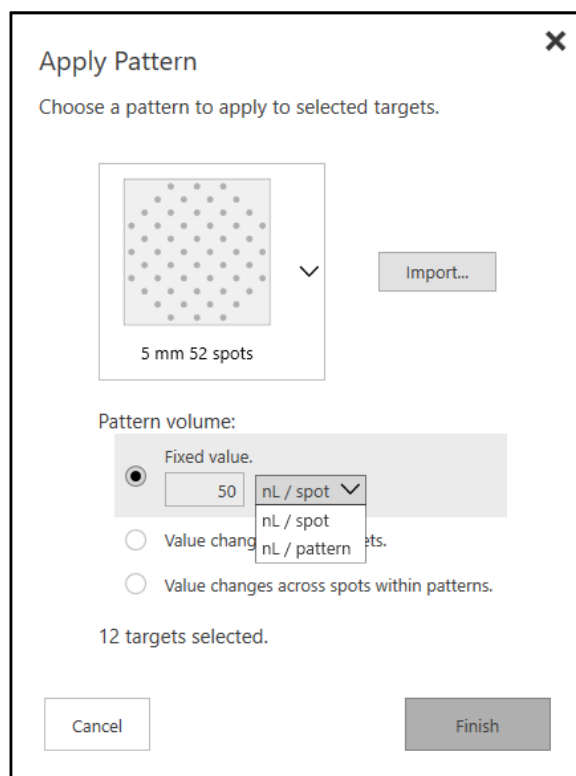 Apply Pattern
Choose a pattern to apply to selected targets.
Import...
5 mm 52 spots
Pattern volume:
Fixed value.
50 nL / spot
nL / spot
nL / pattern
Value chang ets.
Value changes across spots within patterns.
12 targets selected.
Cancel Finish